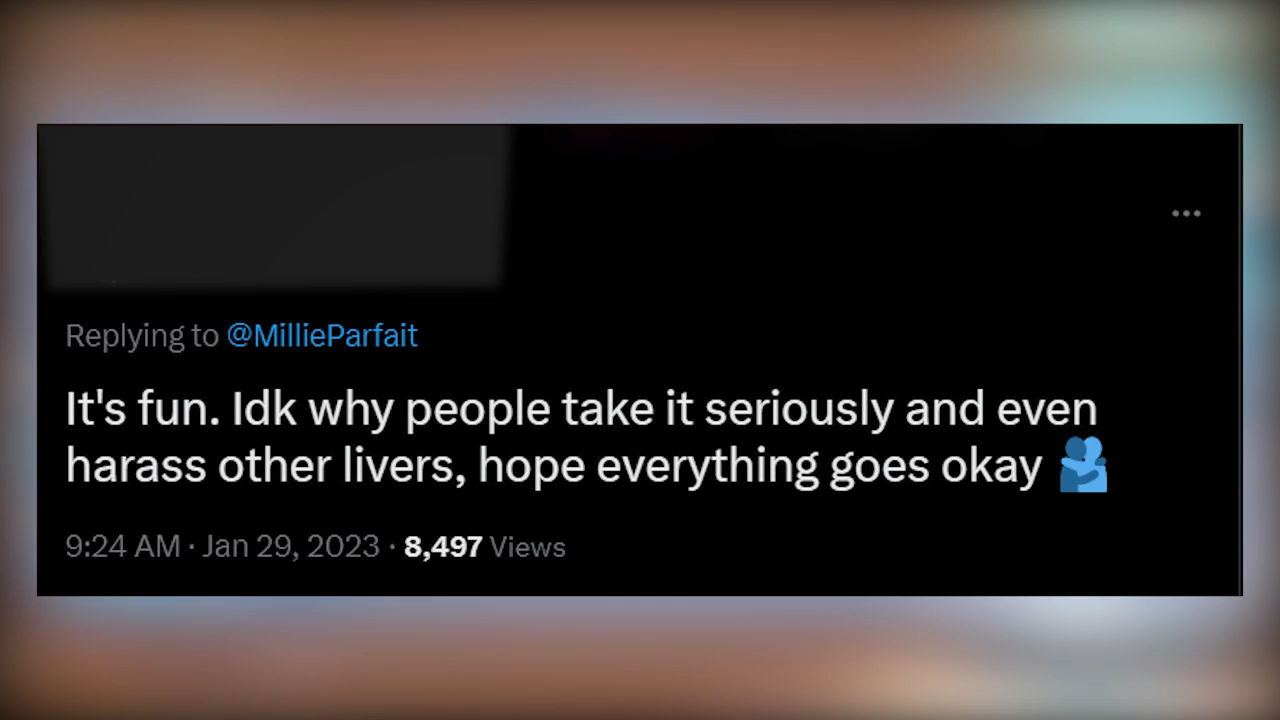 Replying to @MillieParfait
It's fun. Idk why people take it seriously and even
harass other livers, hope everything goes okay 🫂
9:24 AM · Jan 29, 2023 · 8,497 Views